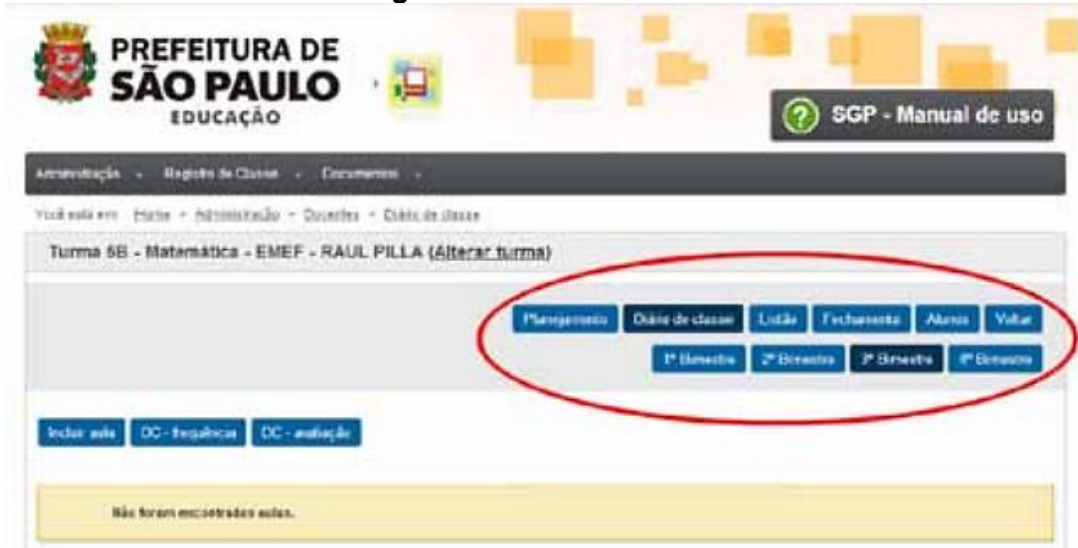 PREFEITURA DE
SÃO PAULO
EDUCAÇÃO
SGP - Manual de uso
Administração Registro de Classe Documentos
Você está em: Home Administração Docentes Diário de classe
Turma 5B - Matemática - EMEF - RAUL PILLA (Alterar turma)
Planejamento Diário de classe Listão Fechamento Alunos Voltar
1º Bimestre 2º Bimestre 3º Bimestre 4º Bimestre
Incluir aula DC - frequência DC - avaliação
Não foram encontradas aulas.